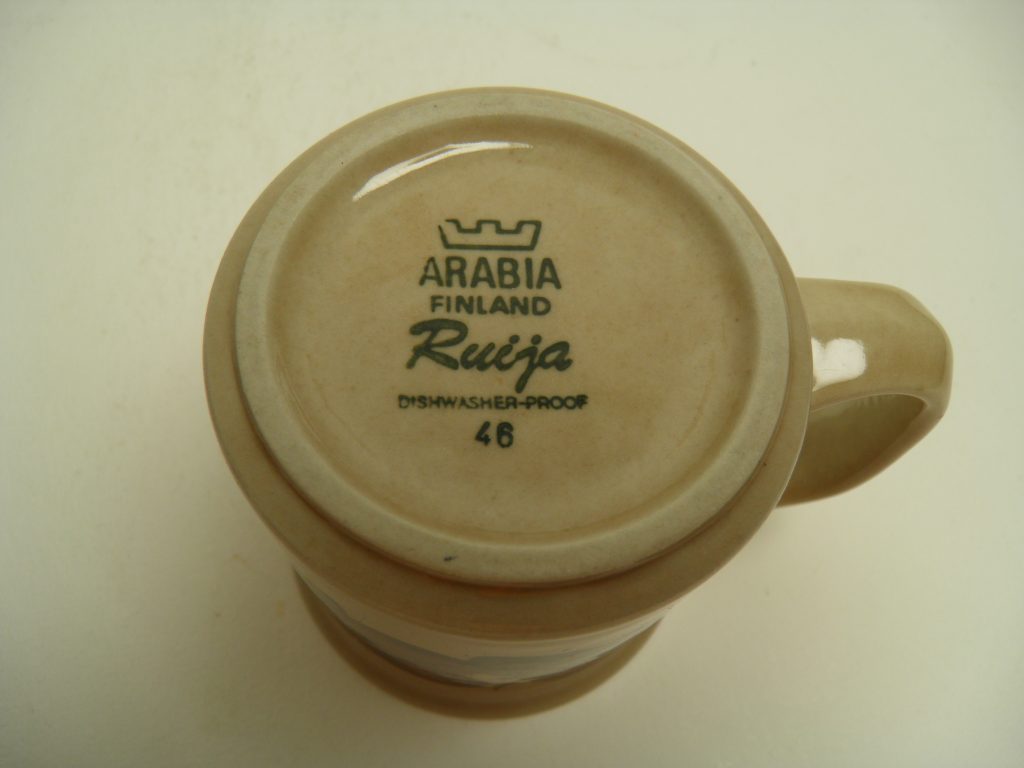 ARABIA
FINLAND
Ruija
DISHWASHER-PROOF
46